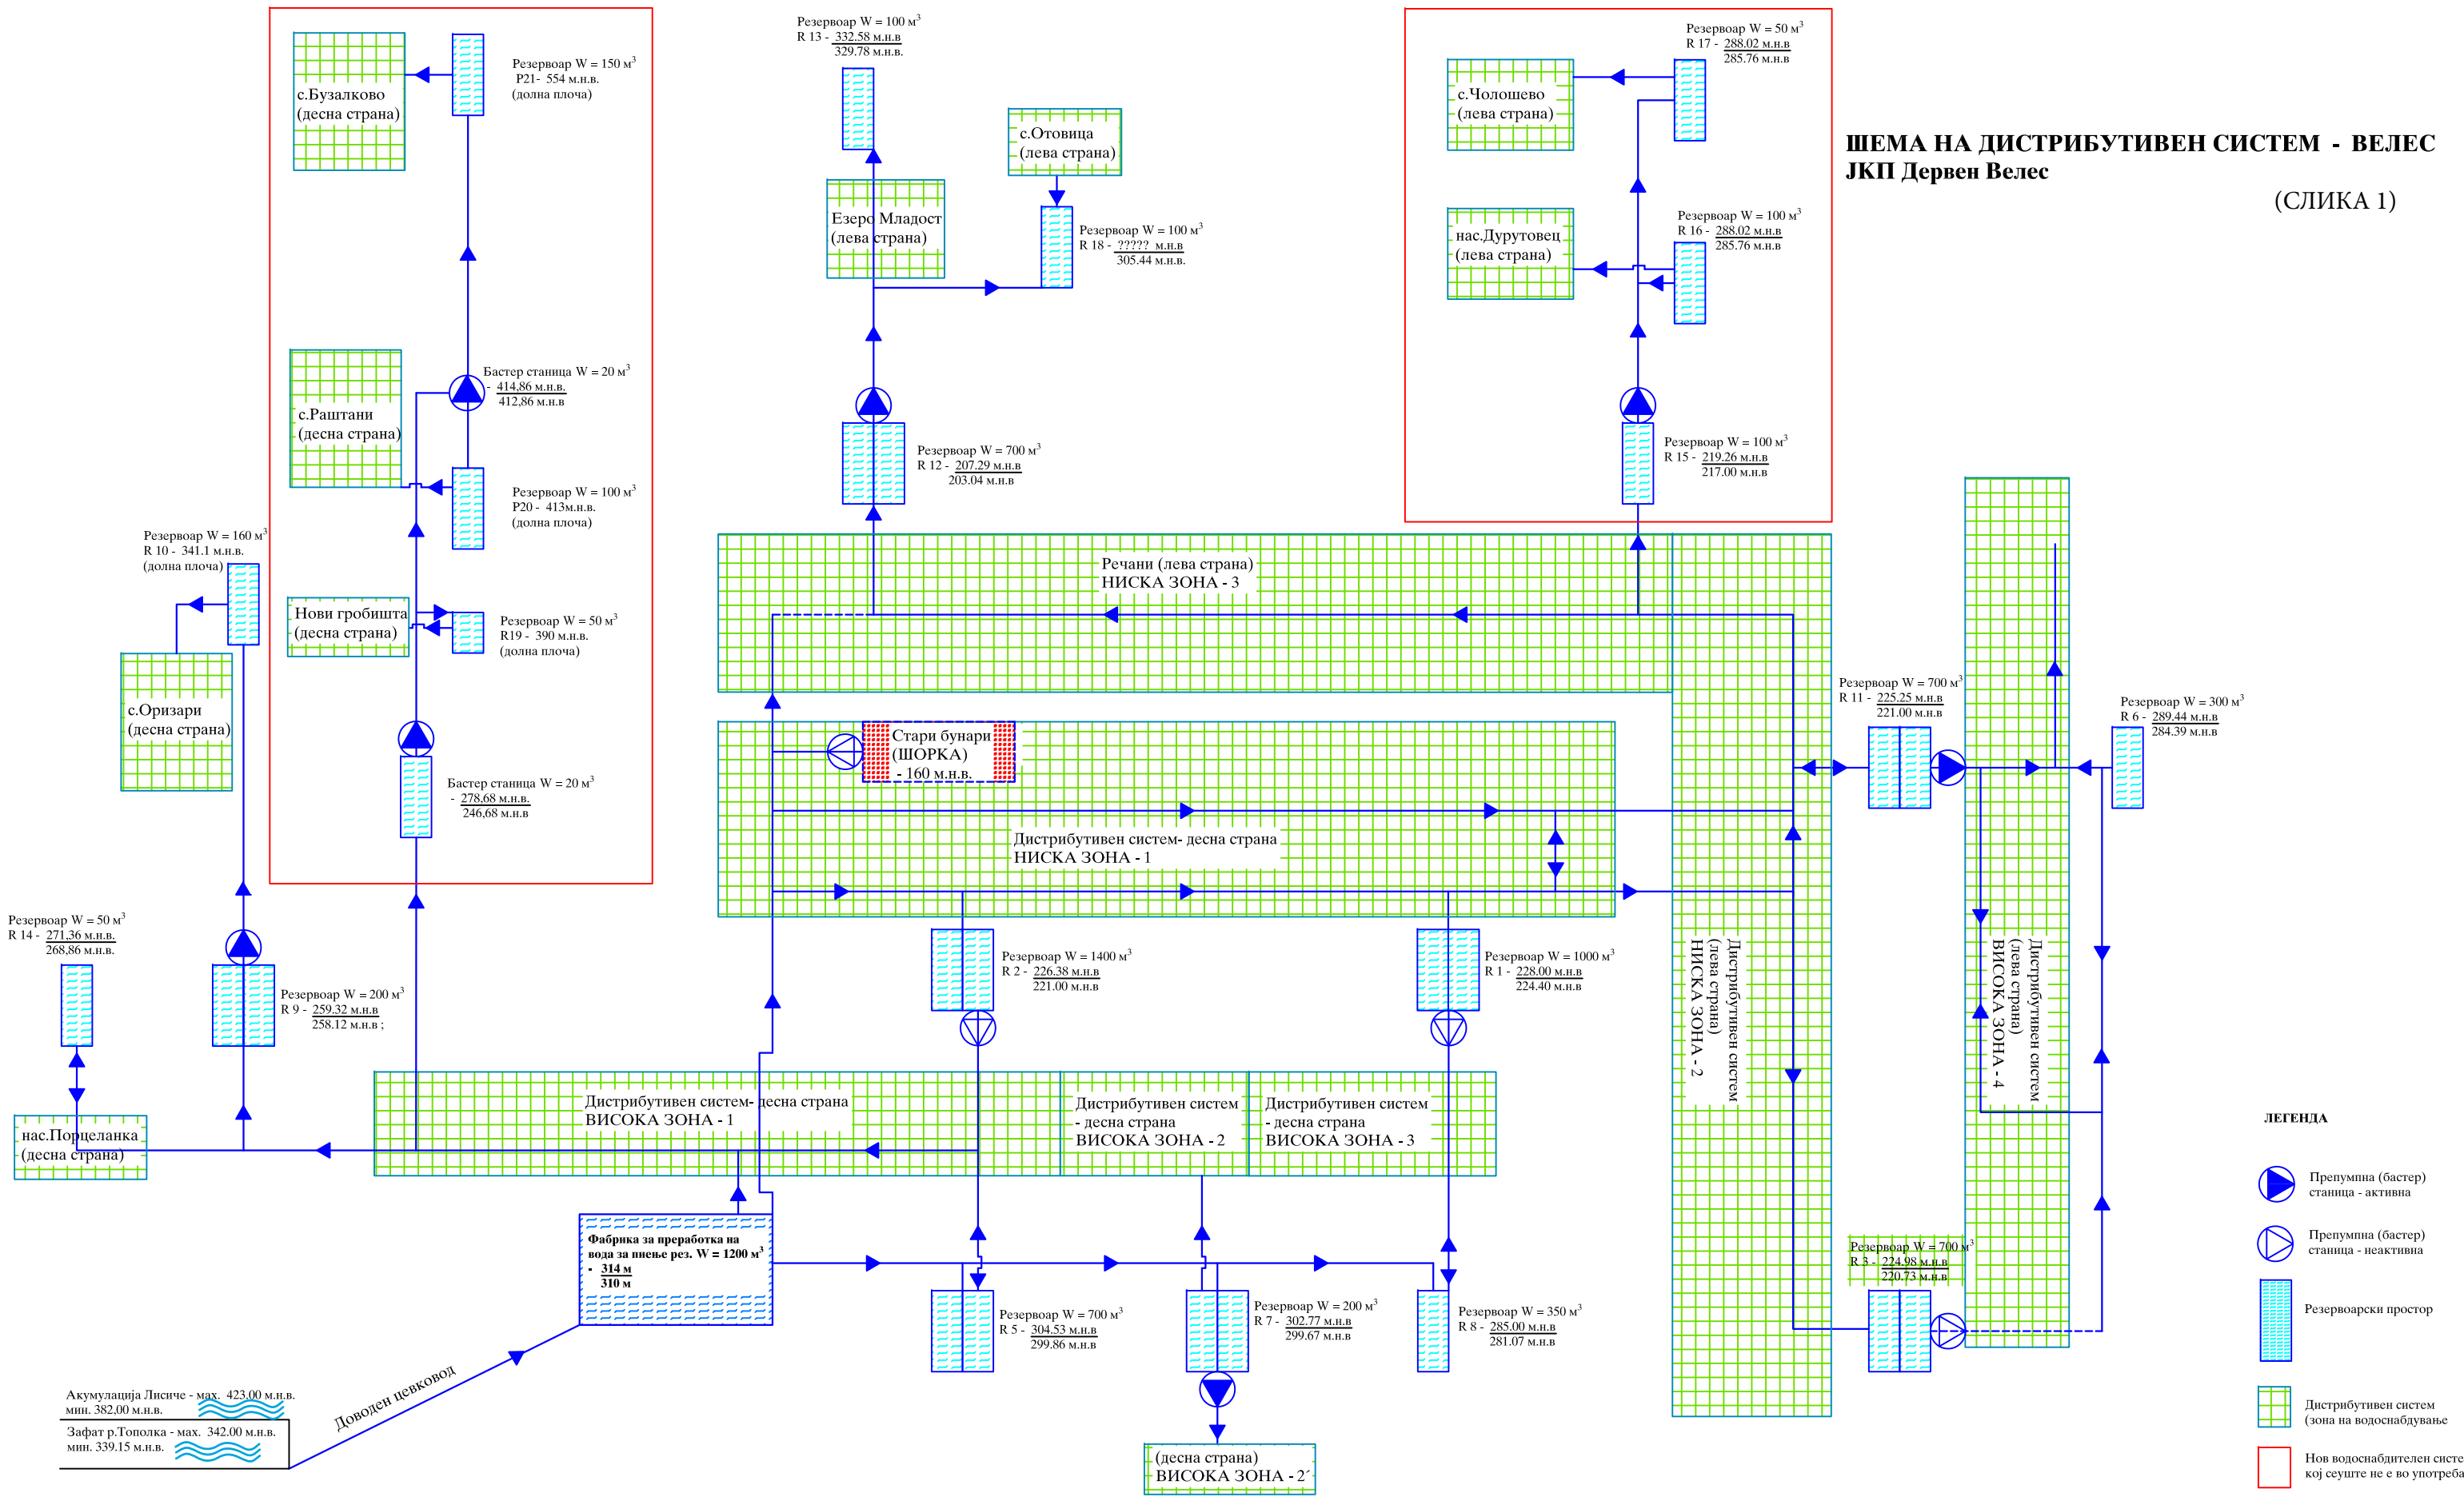 ШЕМА НА ДИСТРИБУТИВЕН СИСТЕМ - ВЕЛЕС
ЈКП Дервен Велес
(СЛИКА 1)
с.Бузалково
(десна страна)
Резервоар W = 150 м³
Р21- 554 м.н.в.
(долна плоча)
с.Раштани
(десна страна)
Бастер станица W = 20 м³
- 414,86 м.н.в.
412,86 м.н.в
Резервоар W = 100 м³
Р20 - 413м.н.в.
(долна плоча)
Нови гробишта
(десна страна)
Резервоар W = 50 м³
R19 - 390 м.н.в.
(долна плоча)
Бастер станица W = 20 м³
- 278,68 м.н.в.
246,68 м.н.в
Резервоар W = 160 м³
R 10 - 341.1 м.н.в.
(долна плоча)
с.Оризари
(десна страна)
Резервоар W = 50 м³
R 14 - 271,36 м.н.в.
268,86 м.н.в.
Резервоар W = 200 м³
R 9 - 259.32 м.н.в
258.12 м.н.в ;
нас.Порцеланка
(десна страна)
Резервоар W = 100 м³
R 13 - 332.58 м.н.в
329.78 м.н.в.
с.Отовица
(лева страна)
Езеро Младост
(лева страна)
Резервоар W = 100 м³
R 18 - ????? м.н.в
305.44 м.н.в.
Резервоар W = 700 м³
R 12 - 207.29 м.н.в
203.04 м.н.в
Резервоар W = 50 м³
R 17 - 288.02 м.н.в
285.76 м.н.в
с.Чолошево
(лева страна)
Резервоар W = 100 м³
R 16 - 288.02 м.н.в
285.76 м.н.в
нас.Дурутовец
(лева страна)
Резервоар W = 100 м³
R 15 - 219.26 м.н.в
217.00 м.н.в
Речани (лева страна)
НИСКА ЗОНА - 3
Стари бунари
(ШОРКА)
- 160 м.н.в.
Дистрибутивен систем- десна страна
НИСКА ЗОНА - 1
Резервоар W = 1400 м³
R 2 - 226.38 м.н.в
221.00 м.н.в
Резервоар W = 1000 м³
R 1 - 228.00 м.н.в
224.40 м.н.в
Дистрибутивен систем
(лева страна)
НИСКА ЗОНА - 2
Резервоар W = 700 м³
R 11 - 225.25 м.н.в
221.00 м.н.в
Резервоар W = 300 м³
R 6 - 289.44 м.н.в
284.39 м.н.в
Дистрибутивен систем
(лева страна)
ВИСОКА ЗОНА - 4
Дистрибутивен систем- десна страна
ВИСОКА ЗОНА - 1
Дистрибутивен систем
- десна страна
ВИСОКА ЗОНА - 2
Дистрибутивен систем
- десна страна
ВИСОКА ЗОНА - 3
Фабрика за преработка на
вода за пиење рез. W = 1200 м³
- 314 м
310 м
Резервоар W = 700 м³
R 5 - 304.53 м.н.в
299.86 м.н.в
Резервоар W = 200 м³
R 7 - 302.77 м.н.в
299.67 м.н.в
Резервоар W = 350 м³
R 8 - 285.00 м.н.в
281.07 м.н.в
Резервоар W = 700 м³
R 3 - 224.98 м.н.в
220.73 м.н.в
(десна страна)
ВИСОКА ЗОНА - 2´
Доводен цевковод
Акумулација Лисиче - мах. 423.00 м.н.в.
мин. 382,00 м.н.в.
Зафат р.Тополка - мах. 342.00 м.н.в.
мин. 339.15 м.н.в.
ЛЕГЕНДА
Препумпна (бастер)
станица - активна
Препумпна (бастер)
станица - неактивна
Резервоарски простор
Дистрибутивен систем
(зона на водоснабдување
Нов водоснабдителен систе
кој сеуште не е во употреба